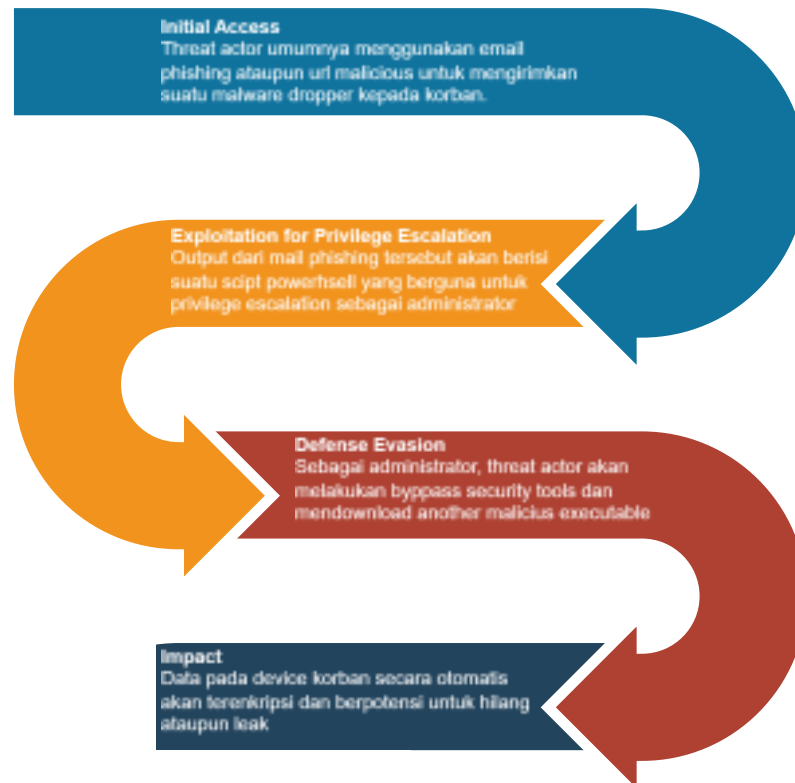 Initial Access
Threat actor umumnya menggunakan email
phishing ataupun url malicious untuk mengirimkan
suatu malware dropper kepada korban.
Exploitation for Privilege Escalation
Output dari mail phishing tersebut akan berisi
suatu scipt powerhsell yang berguna untuk
privilege escalation sebagai administrator
Defense Evasion
Sebagai administrator, threat actor akan
melakukan byppass security tools dan
mendownload another malicius executable
Impact
Data pada device korban secara otomatis
akan terenkripsi dan berpotensi untuk hilang
ataupun leak